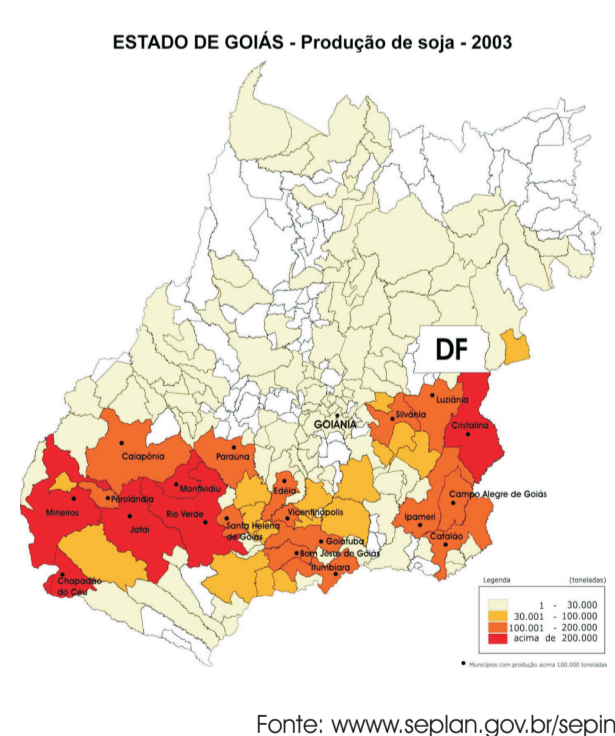 ESTADO DE GOIÁS - Produção de soja - 2003
DF
Luziânia
Silvânia
GOIÂNIA
Cristalina
Caiapônia
Paraúna
Montividiu
Edéia
Campo Alegre de Goiás
Perolândia
Mineiros
Rio Verde
Vicentinópolis
Ipameri
Jataí
Santa Helena
de Goiás
Goiatuba
Catalão
Bom Jesus de Goiás
Itumbiara
Chapadão
do Céu
Legenda (toneladas)
1 - 30.000
30.001 - 100.000
100.001 - 200.000
acima de 200.000
Municípios com produção acima 100.000 toneladas
Fonte: wwww.seplan.gov.br/sepin